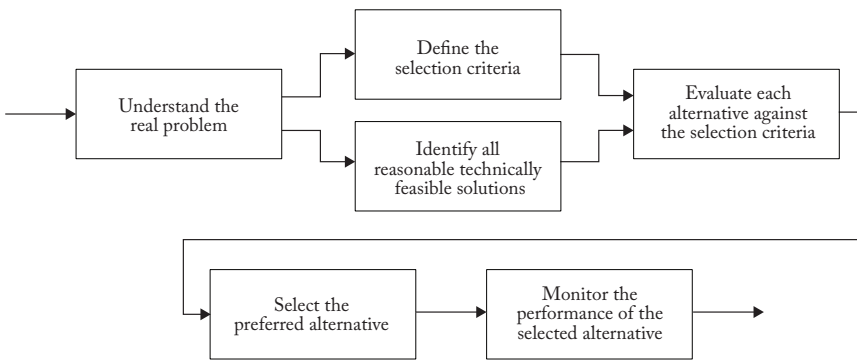 Understand the
real problem
Define the
selection criteria
Identify all
reasonable technically
feasible solutions
Evaluate each
alternative against
the selection criteria
Select the
preferred alternative
Monitor the
performance of the
selected alternative